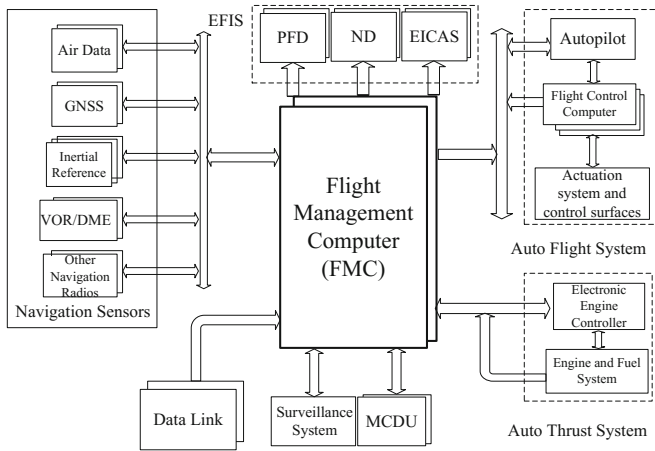 EFIS
PFD
ND
EICAS
Air Data
GNSS
Inertial
Reference
VOR/DME
Other
Navigation
Radios
Navigation Sensors
Flight
Management
Computer
(FMC)
Autopilot
Flight Control
Computer
Actuation
system and
control surfaces
Auto Flight System
Electronic
Engine
Controller
Engine and Fuel
System
Auto Thrust System
Data Link
Surveillance
System
MCDU